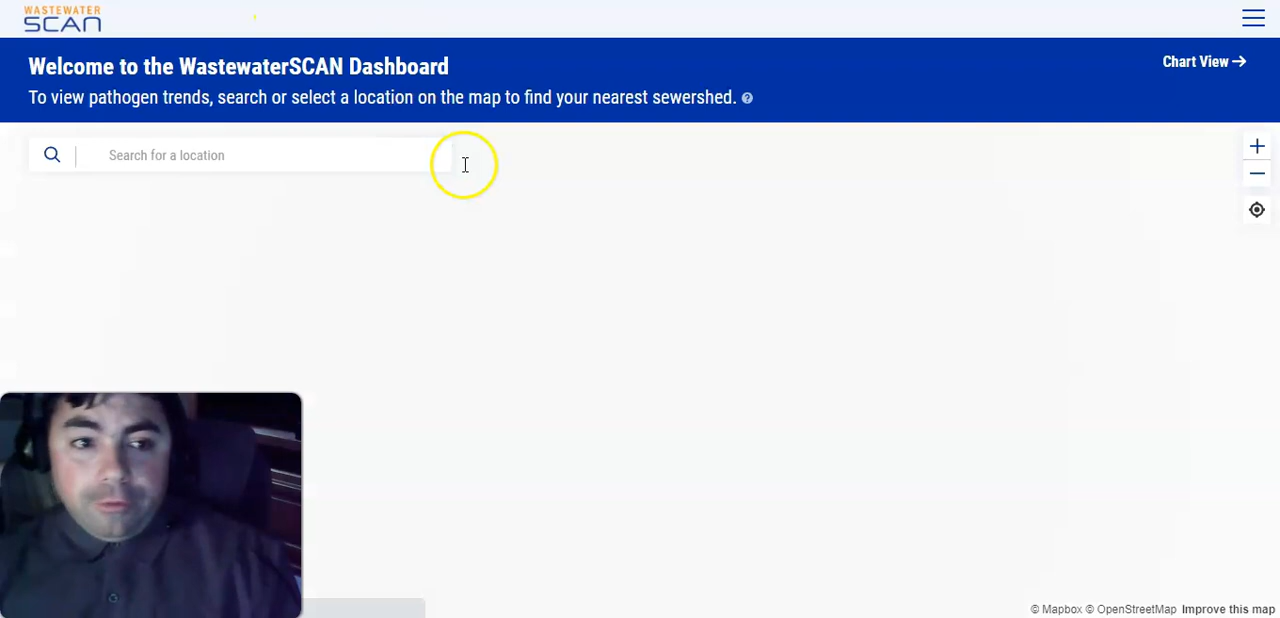 WASTEWATER
SCAN
Welcome to the WastewaterSCAN Dashboard
Chart View →
To view pathogen trends, search or select a location on the map to find your nearest sewershed. ?
Search for a location
+
−
© Mapbox © OpenStreetMap Improve this map